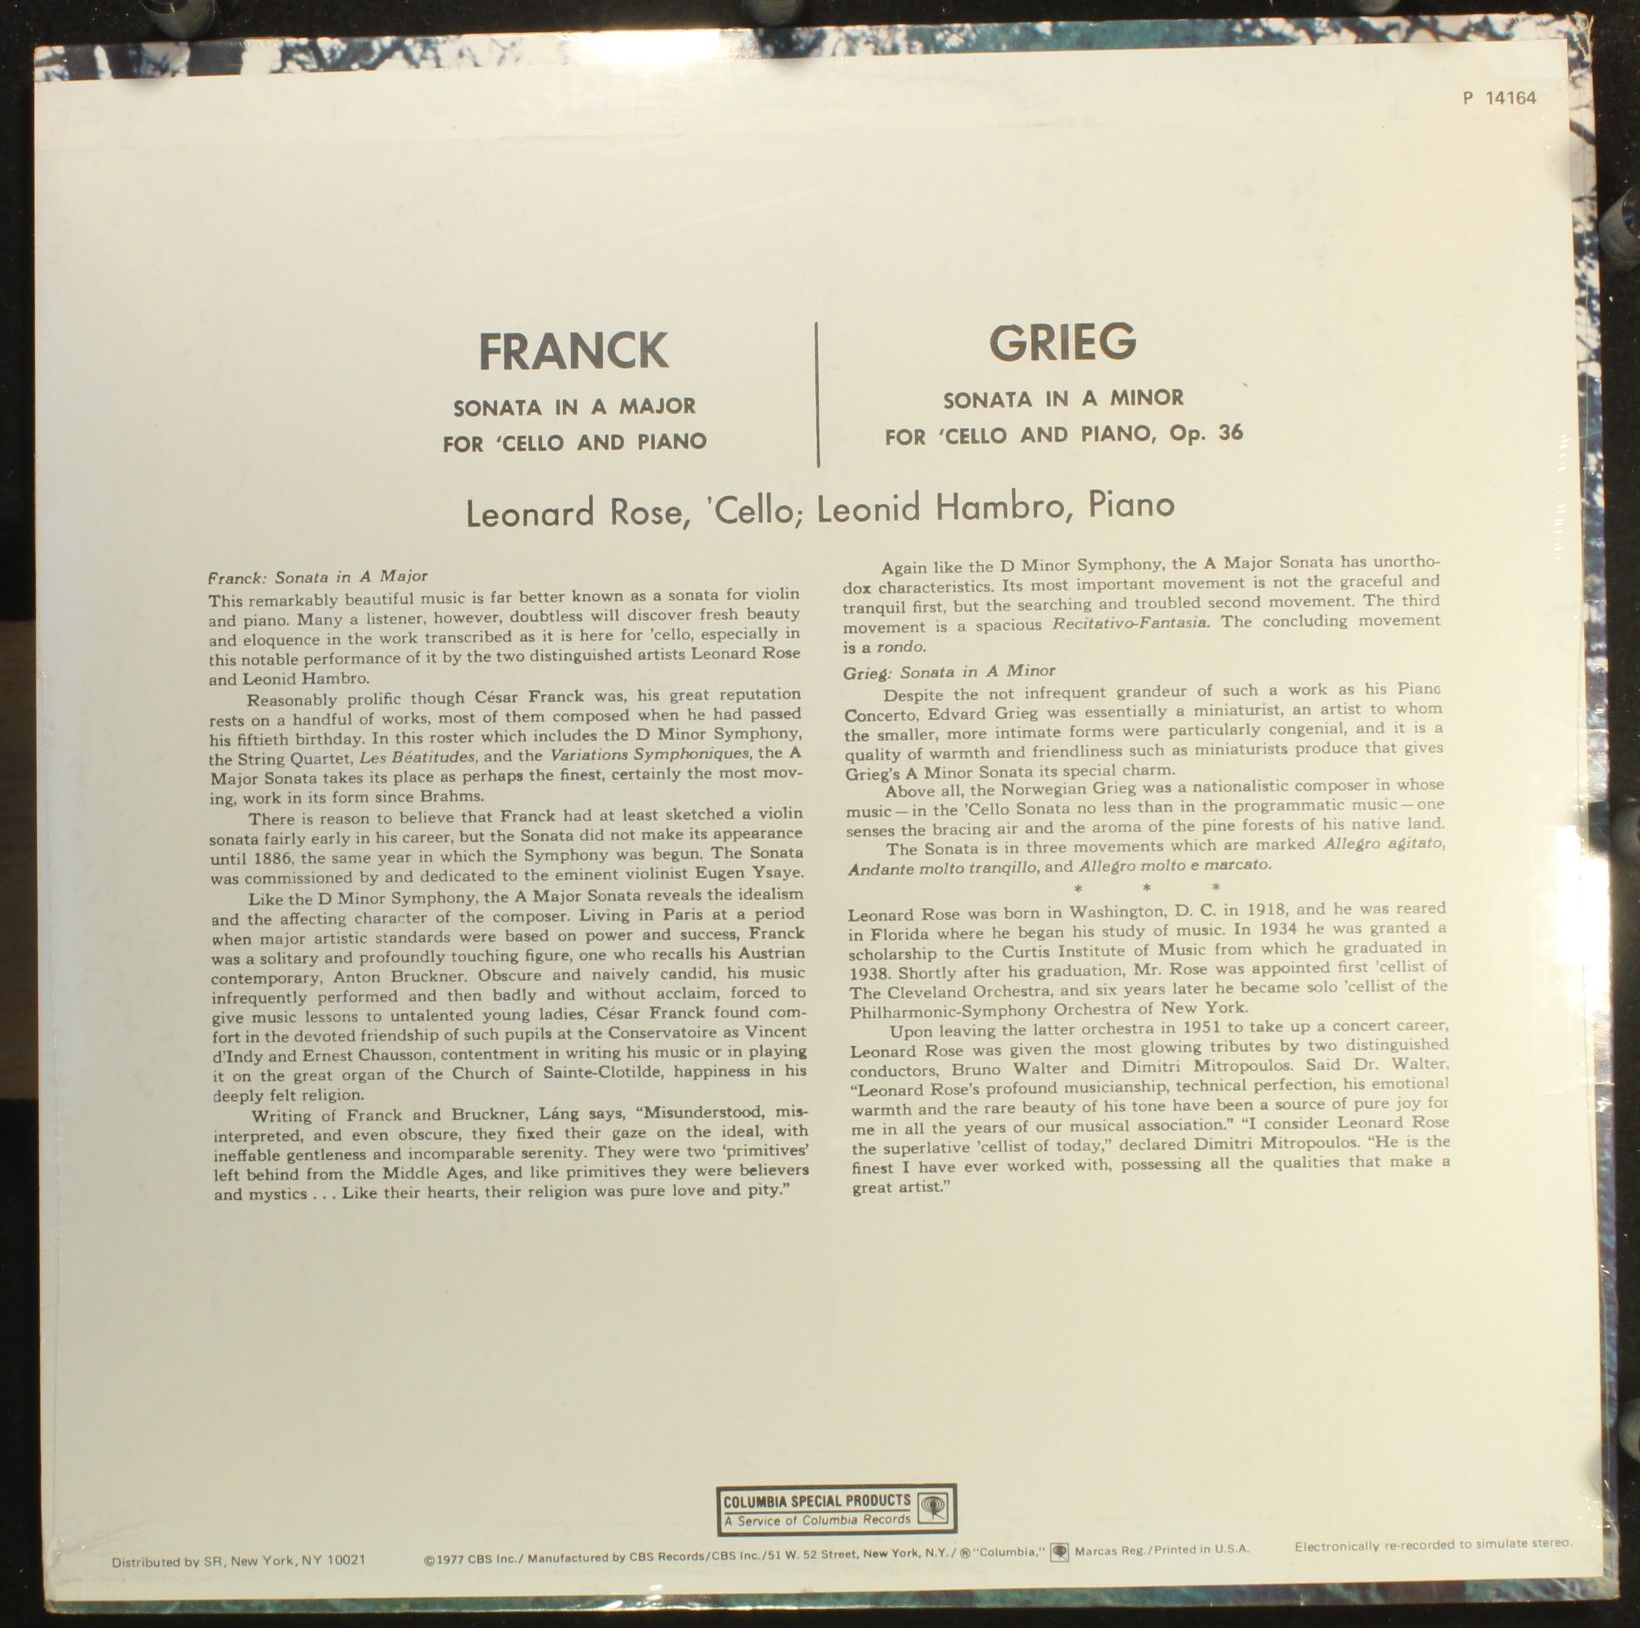 P 14164
FRANCK
SONATA IN A MAJOR
FOR ‘CELLO AND PIANO
GRIEG
SONATA IN A MINOR
FOR ‘CELLO AND PIANO, Op. 36
Leonard Rose, 'Cello; Leonid Hambro, Piano
Franck: Sonata in A Major
This remarkably beautiful music is far better known as a sonata for violin
and piano. Many a listener, however, doubtless will discover fresh beauty
and eloquence in the work transcribed as it is here for ’cello, especially in
this notable performance of it by the two distinguished artists Leonard Rose
and Leonid Hambro.
Reasonably prolific though César Franck was, his great reputation
rests on a handful of works, most of them composed when he had passed
his fiftieth birthday. In this roster which includes the D Minor Symphony,
the String Quartet, Les Béatitudes, and the Variations Symphoniques, the A
Major Sonata takes its place as perhaps the finest, certainly the most mov-
ing, work in its form since Brahms.
There is reason to believe that Franck had at least sketched a violin
sonata fairly early in his career, but the Sonata did not make its appearance
until 1886, the same year in which the Symphony was begun. The Sonata
was commissioned by and dedicated to the eminent violinist Eugen Ysaye.
Like the D Minor Symphony, the A Major Sonata reveals the idealism
and the affecting character of the composer. Living in Paris at a period
when major artistic standards were based on power and success, Franck
was a solitary and profoundly touching figure, one who recalls his Austrian
contemporary, Anton Bruckner. Obscure and naively candid, his music
infrequently performed and then badly and without acclaim, forced to
give music lessons to untalented young ladies, César Franck found com-
fort in the devoted friendship of such pupils at the Conservatoire as Vincent
d’Indy and Ernest Chausson, contentment in writing his music or in playing
it on the great organ of the Church of Sainte-Clotilde, happiness in his
deeply felt religion.
Writing of Franck and Bruckner, Láng says, “Misunderstood, mis-
interpreted, and even obscure, they fixed their gaze on the ideal, with
ineffable gentleness and incomparable serenity. They were two ‘primitives’
left behind from the Middle Ages, and like primitives they were believers
and mystics . . . Like their hearts, their religion was pure love and pity.”
Again like the D Minor Symphony, the A Major Sonata has unortho-
dox characteristics. Its most important movement is not the graceful and
tranquil first, but the searching and troubled second movement. The third
movement is a spacious Recitativo-Fantasia. The concluding movement
is a rondo.
Grieg: Sonata in A Minor
Despite the not infrequent grandeur of such a work as his Piano
Concerto, Edvard Grieg was essentially a miniaturist, an artist to whom
the smaller, more intimate forms were particularly congenial, and it is a
quality of warmth and friendliness such as miniaturists produce that gives
Grieg’s A Minor Sonata its special charm.
Above all, the Norwegian Grieg was a nationalistic composer in whose
music — in the ’Cello Sonata no less than in the programmatic music — one
senses the bracing air and the aroma of the pine forests of his native land.
The Sonata is in three movements which are marked Allegro agitato,
Andante molto tranqillo, and Allegro molto e marcato.
* * *
Leonard Rose was born in Washington, D. C. in 1918, and he was reared
in Florida where he began his study of music. In 1934 he was granted a
scholarship to the Curtis Institute of Music from which he graduated in
1938. Shortly after his graduation, Mr. Rose was appointed first ’cellist of
The Cleveland Orchestra, and six years later he became solo ’cellist of the
Philharmonic-Symphony Orchestra of New York.
Upon leaving the latter orchestra in 1951 to take up a concert career,
Leonard Rose was given the most glowing tributes by two distinguished
conductors, Bruno Walter and Dimitri Mitropoulos. Said Dr. Walter,
“Leonard Rose’s profound musicianship, technical perfection, his emotional
warmth and the rare beauty of his tone have been a source of pure joy for
me in all the years of our musical association.” “I consider Leonard Rose
the superlative ’cellist of today,” declared Dimitri Mitropoulos. “He is the
finest I have ever worked with, possessing all the qualities that make a
great artist.”
COLUMBIA SPECIAL PRODUCTS
A Service of Columbia Records
Distributed by SR, New York, NY 10021
©1977 CBS Inc./ Manufactured by CBS Records/CBS Inc./51 W. 52 Street, New York, N.Y./ ® "Columbia," Marcas Reg./Printed in U.S.A.
Electronically re-recorded to simulate stereo.